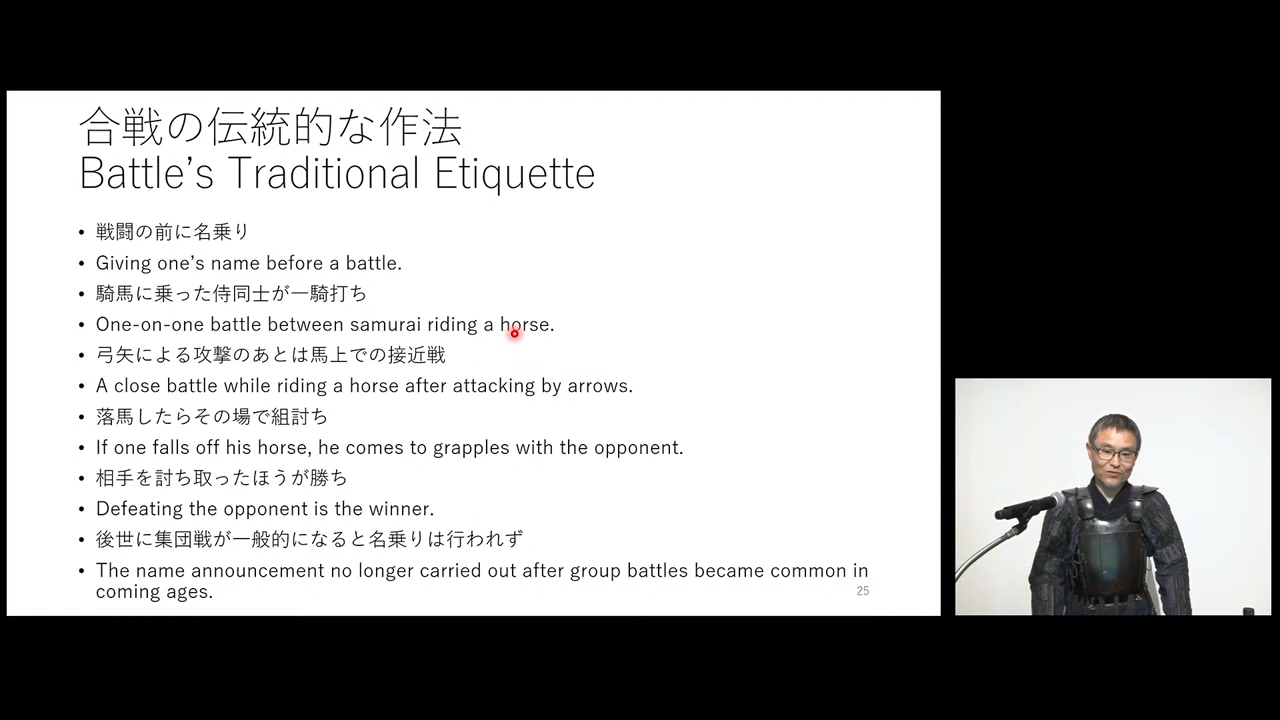 合戦の伝統的な作法
Battle’s Traditional Etiquette
• 戦闘の前に名乗り
• Giving one’s name before a battle.
• 騎馬に乗った侍同士が一騎打ち
• One-on-one battle between samurai riding a horse.
• 弓矢による攻撃のあとは馬上での接近戦
• A close battle while riding a horse after attacking by arrows.
• 落馬したらその場で組討ち
• If one falls off his horse, he comes to grapples with the opponent.
• 相手を討ち取ったほうが勝ち
• Defeating the opponent is the winner.
• 後世に集団戦が一般的になると名乗りは行われず
• The name announcement no longer carried out after group battles became common in
coming ages.
25